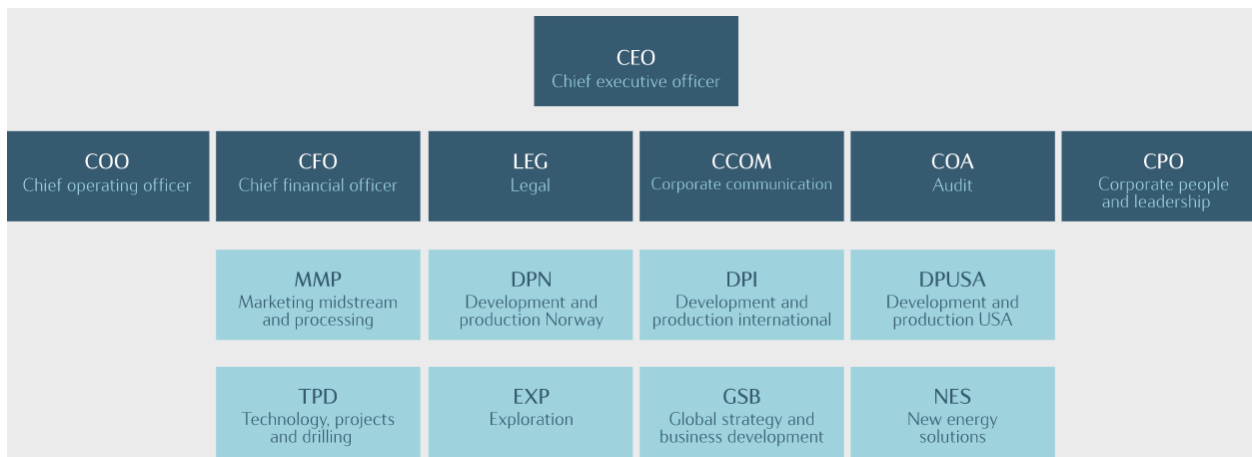 CEO
Chief executive officer
COO
Chief operating officer
CFO
Chief financial officer
LEG
Legal
CCOM
Corporate communication
COA
Audit
CPO
Corporate people
and leadership
MMP
Marketing midstream
and processing
DPN
Development and
production Norway
DPI
Development and
production international
DPUSA
Development and
production USA
TPD
Technology, projects
and drilling
EXP
Exploration
GSB
Global strategy and
business development
NES
New energy
solutions